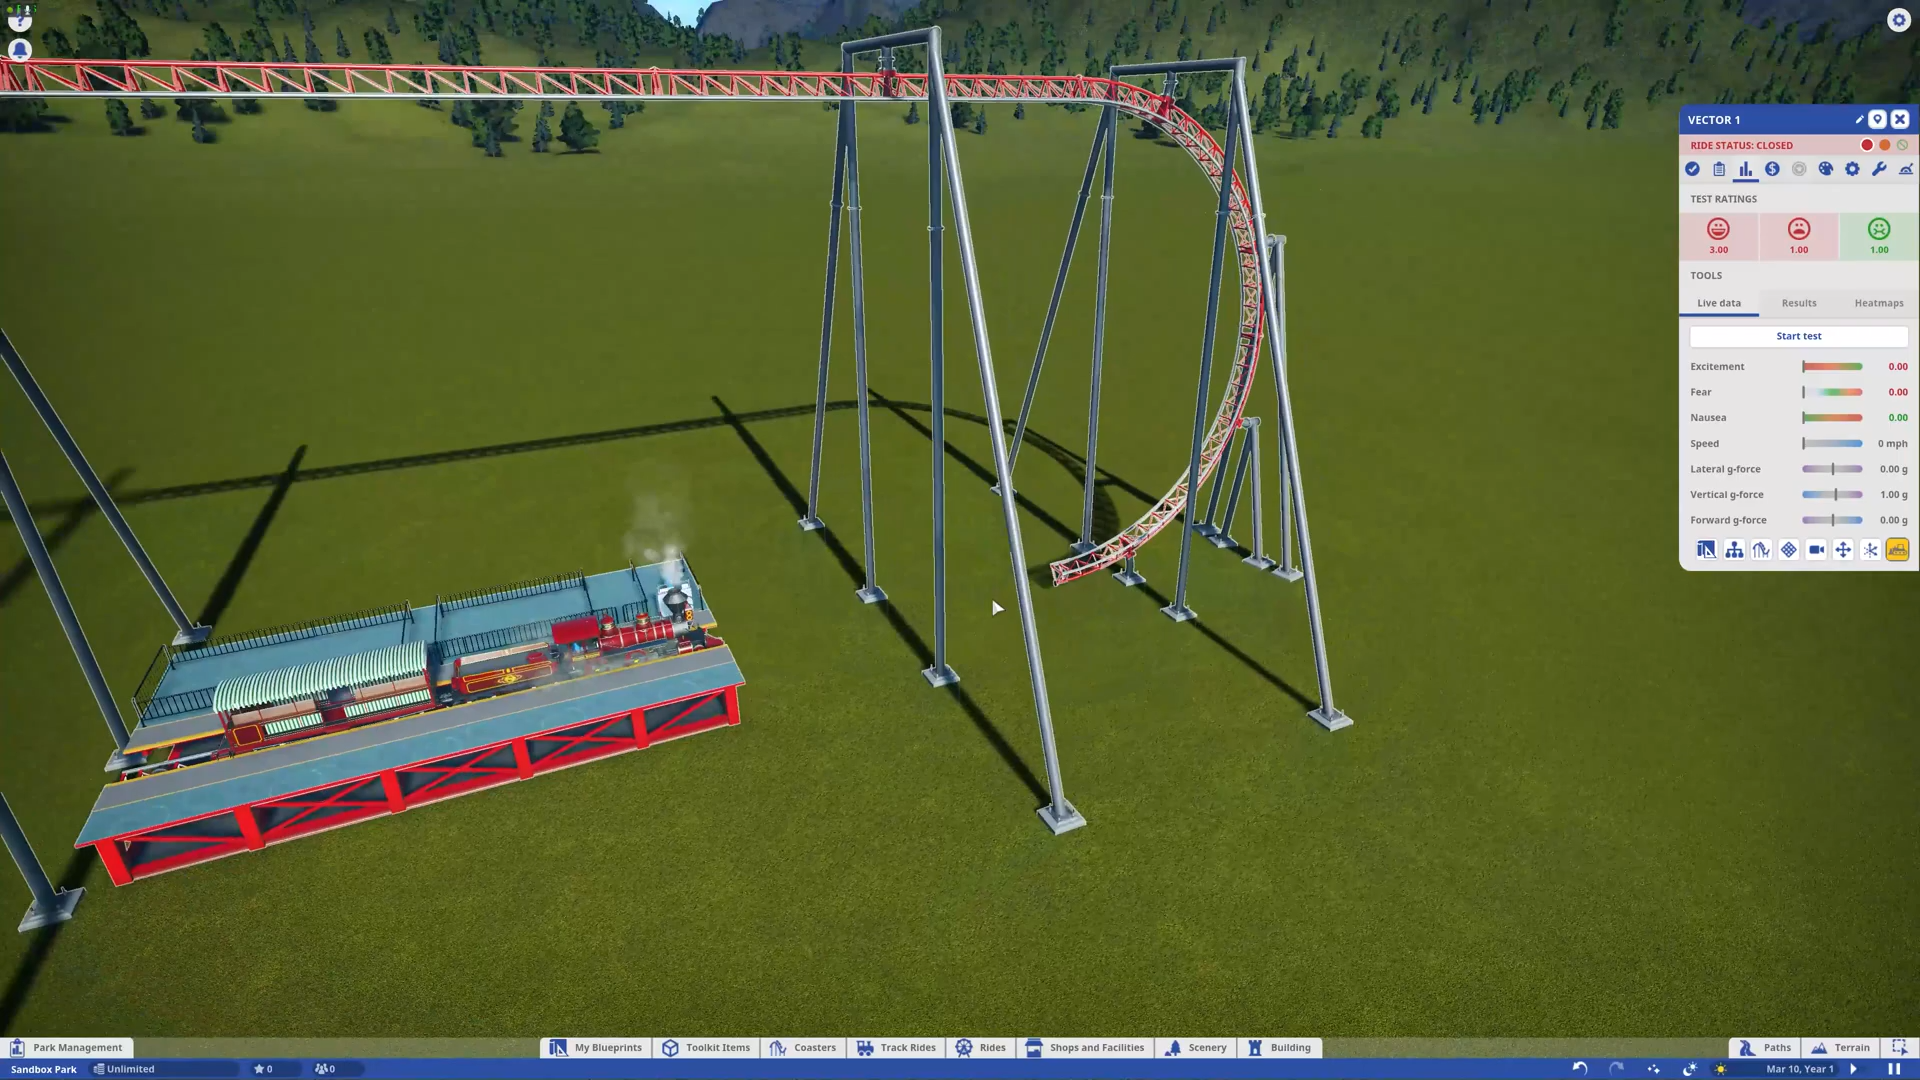 VECTOR 1
RIDE STATUS: CLOSED
TEST RATINGS
3.00 1.00 1.00
TOOLS
Live data Results Heatmaps
Start test
Excitement 0.00
Fear 0.00
Nausea 0.00
Speed 0 mph
Lateral g-force 0.00 g
Vertical g-force 1.00 g
Forward g-force 0.00 g
Park Management My Blueprints Toolkit Items Coasters Track Rides Rides Shops and Facilities Scenery Building Paths Terrain
Sandbox Park Unlimited 0 0 Mar 10, Year 1